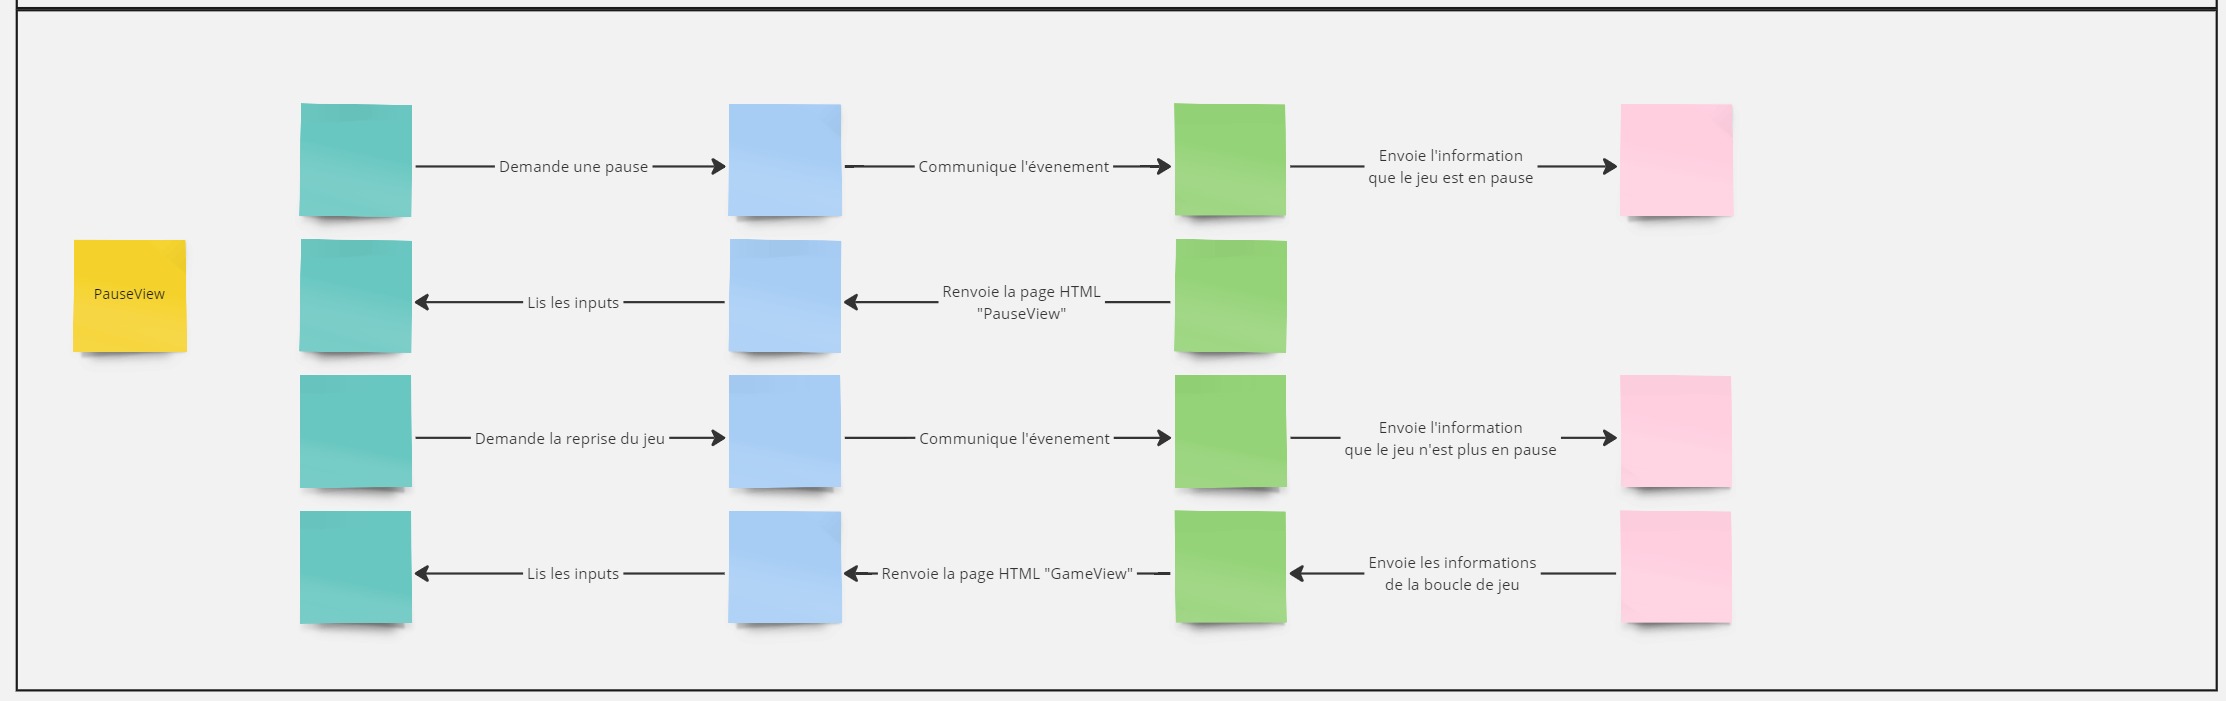 Demande une pause
Communique l'évenement
Envoie l'information
que le jeu est en pause
PauseView
Lis les inputs
Renvoie la page HTML
"PauseView"
Demande la reprise du jeu
Communique l'évenement
Envoie l'information
que le jeu n'est plus en pause
Lis les inputs
Renvoie la page HTML "GameView"
Envoie les informations
de la boucle de jeu